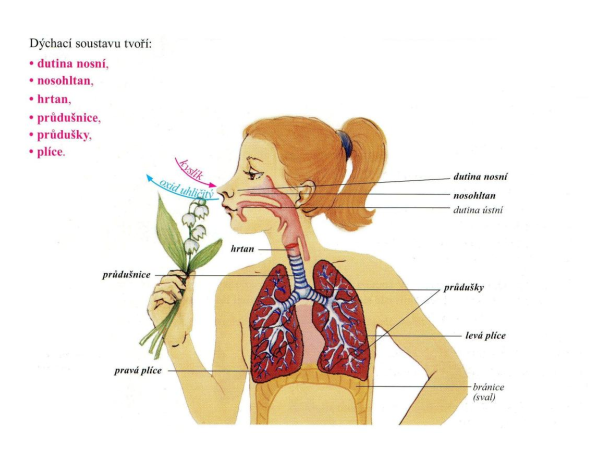 Dýchací soustavu tvoří:
• dutina nosní,
• nosohltan,
• hrtan,
• průdušnice,
• průdušky,
• plíce.
kyslík
oxid uhličitý
dutina nosní
nosohltan
dutina ústní
hrtan
průdušnice
průdušky
levá plíce
pravá plíce
bránice
(sval)